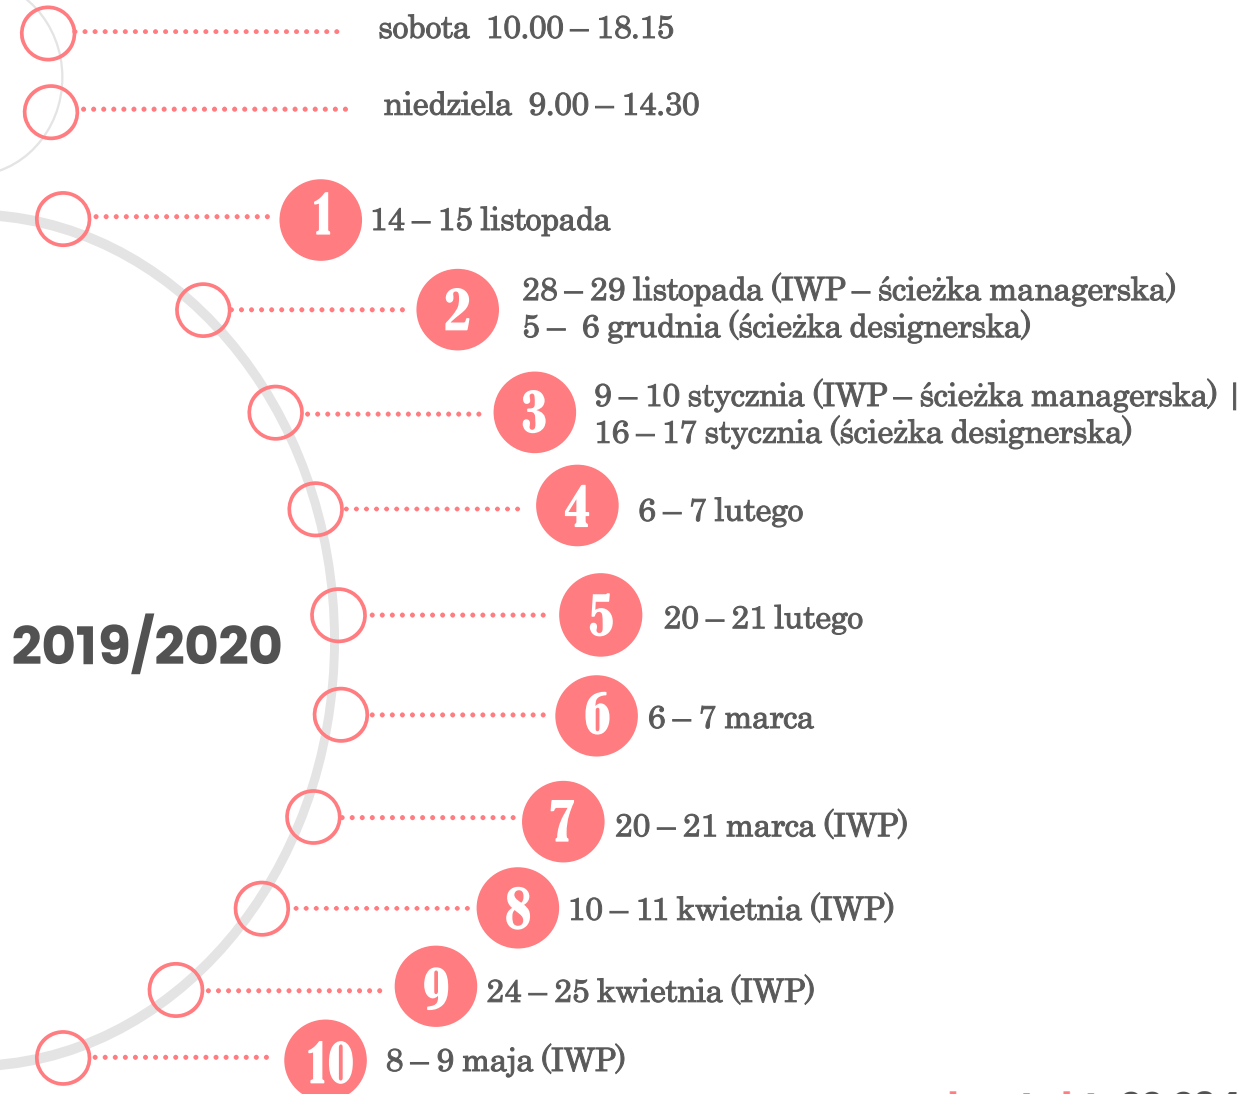 sobota 10.00 – 18.15
niedziela 9.00 – 14.30
1 14 – 15 listopada
2 28 – 29 listopada (IWP – ścieżka managerska)
5 – 6 grudnia (ścieżka designerska)
3 9 – 10 stycznia (IWP – ścieżka managerska) |
16 – 17 stycznia (ścieżka designerska)
4 6 – 7 lutego
5 20 – 21 lutego
2019/2020
6 6 – 7 marca
7 20 – 21 marca (IWP)
8 10 – 11 kwietnia (IWP)
9 24 – 25 kwietnia (IWP)
10 8 – 9 maja (IWP)